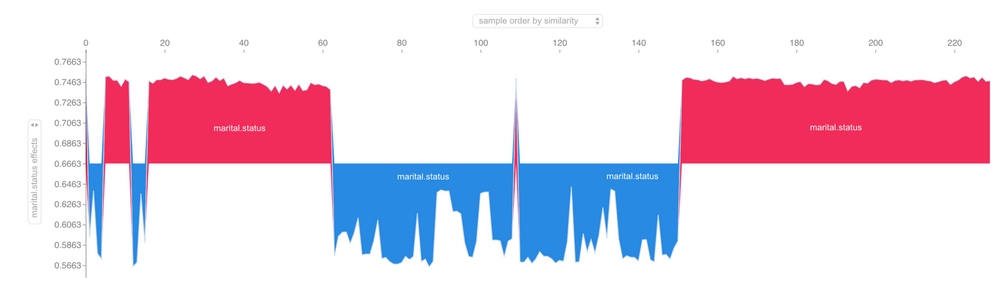 sample order by similarity
0 20 40 60 80 100 120 140 160 180 200 220
0.7663
0.7463
0.7263
0.7063
0.6863
0.6663
0.6463
0.6263
0.6063
0.5863
0.5663
marital.status effects
marital.status
marital.status
marital.status
marital.status